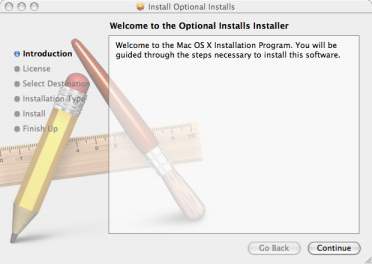 Install Optional Installs
Welcome to the Optional Installs Installer
Introduction
License
Select Destination
Installation Type
Install
Finish Up
Welcome to the Mac OS X Installation Program. You will
be guided through the steps necessary to install this software.
Go Back
Continue